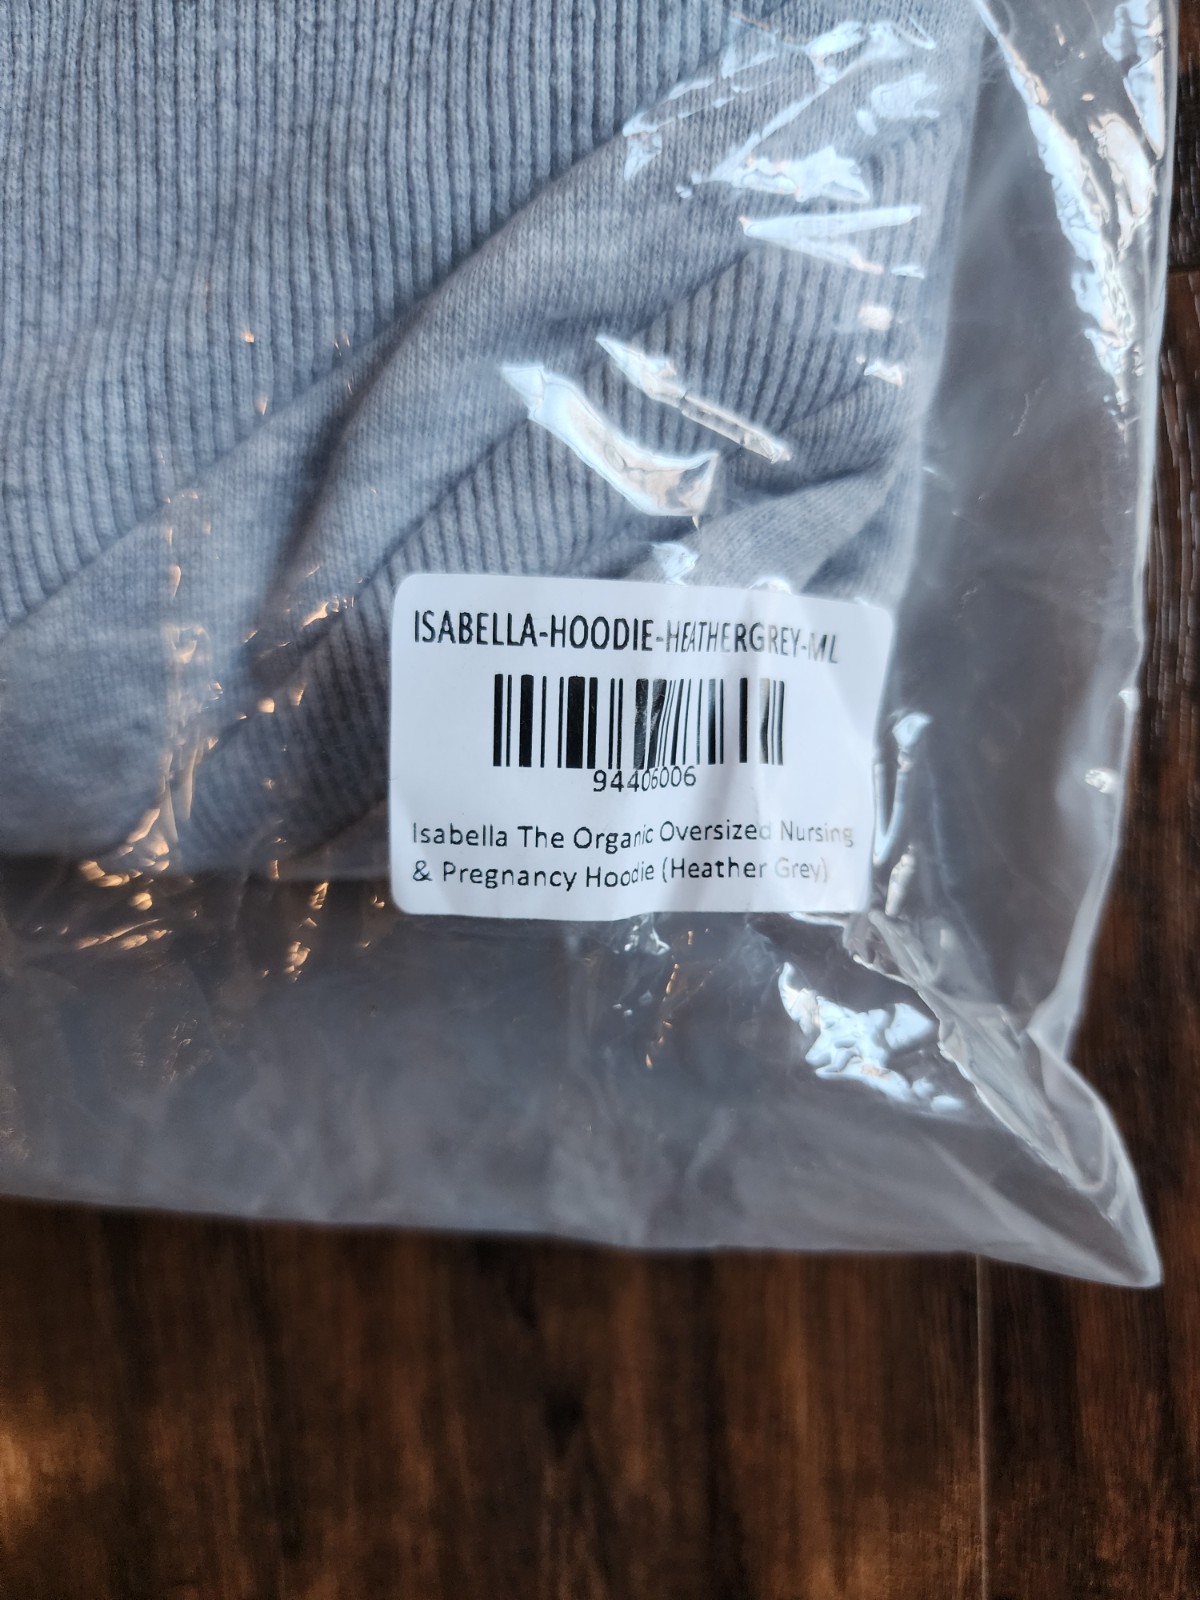 ISABELLA-HOODIE-HEATHERGREY-ML
94406006
Isabella The Organic Oversized Nursing
& Pregnancy Hoodie (Heather Grey)